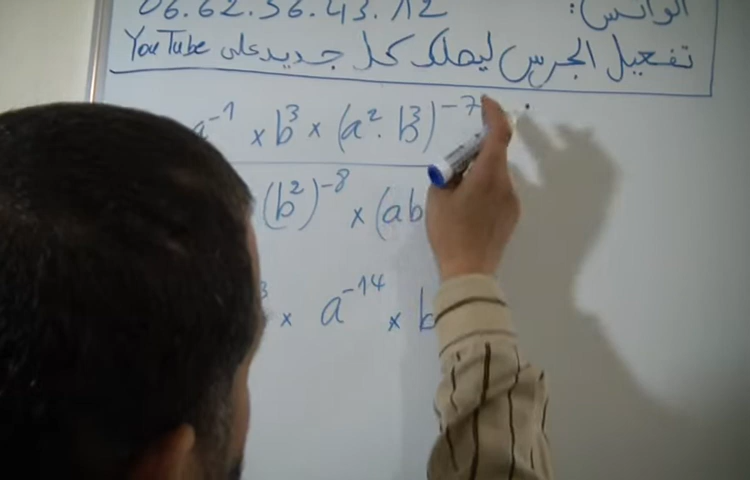 06.62.56.43.12 الواتس:
تفعيل الجرس ليصلك كل جديد على YouTube
a⁻¹ × b³ × (a². b³)⁻⁷
(b²)⁻⁸ × (ab
³ × a⁻¹⁴ × b